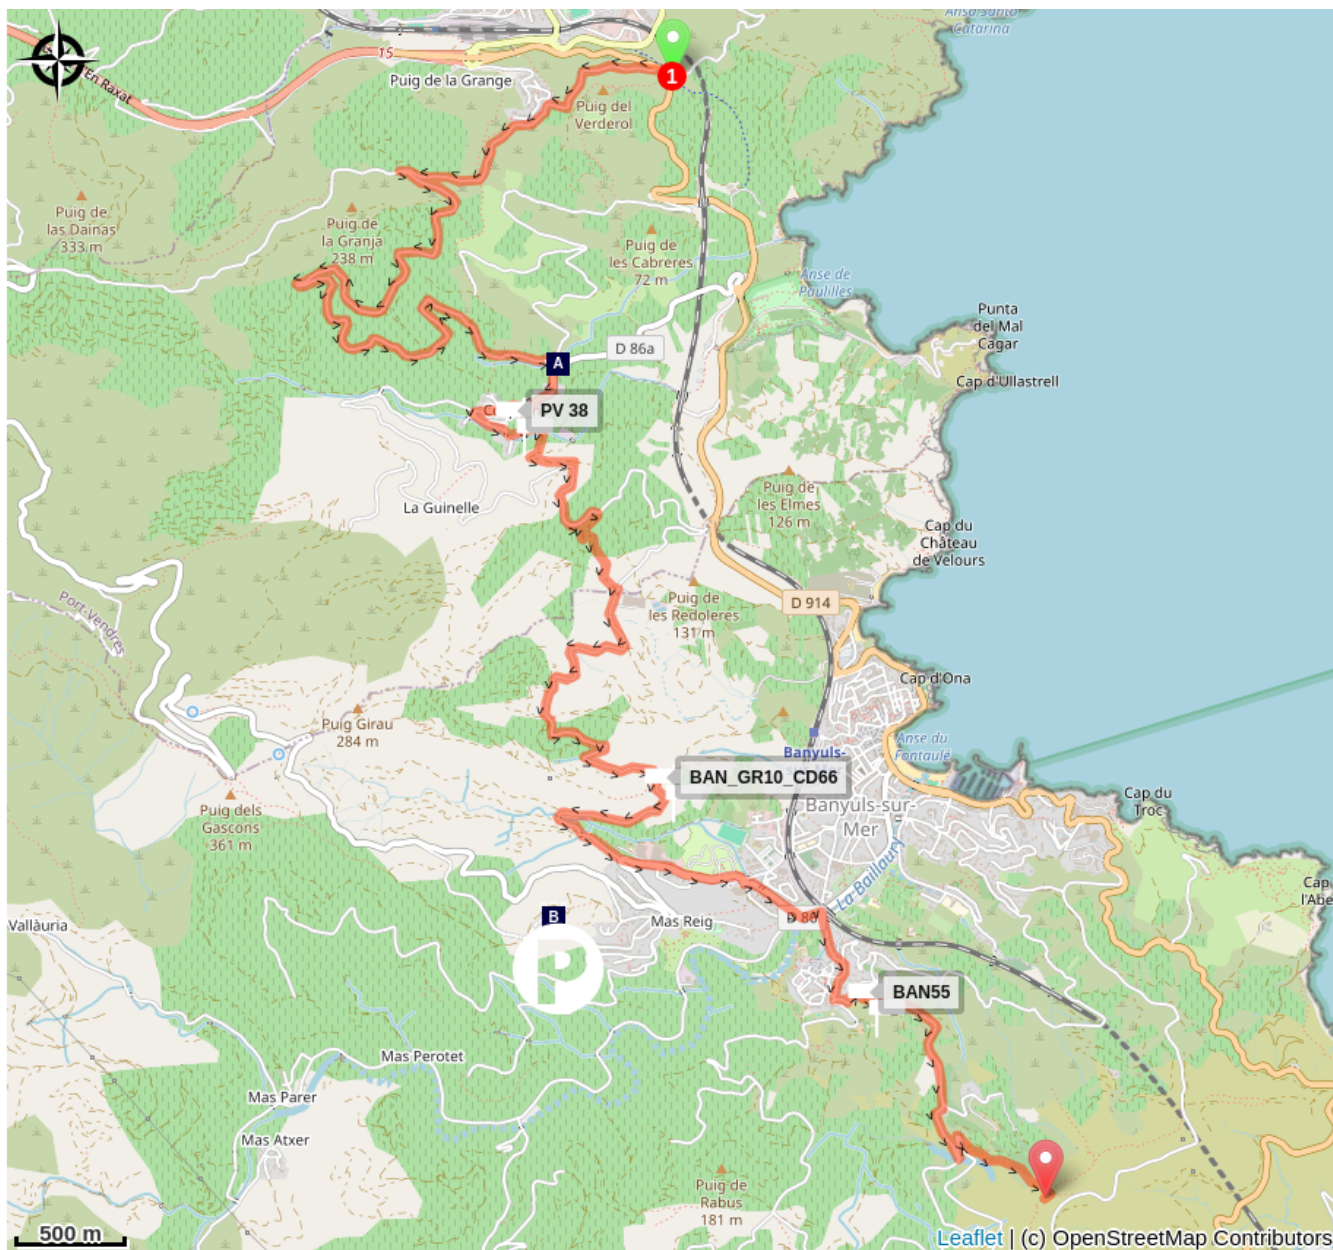 Ansa Santa
Catarina
15
En Raxat
Puig de la Grange
1
Puig del
Verderol
Puig de
las Dainas
333 m
Puig de
la Granja
238 m
Puig de
les Cabreres
72 m
Anse de
Paulilles
Punta
del Mal
Cagar
D 86a
A
Cap d'Ullastrell
PV 38
La Guinelle
Puig de
les Elmes
126 m
Cap du
Château
de Velours
Port-Vendres
Puig de
les Redoleres
131 m
D 914
Cap d'Ona
Puig Girau
284 m
Banyuls-
Anse du
Fontaulé
BAN_GR10_CD66
Banyuls-sur-
Mer
Cap du
Troc
Puig dels
Gascons
361 m
La Baillaury
Cap
l'Abe
Vallàuria
B
P
Mas Reig
D 86
BAN55
Mas Perotet
Mas Parer
Mas Atxer
Puig de
Rabus
181 m
500 m
Leaflet | (c) OpenStreetMap Contributors